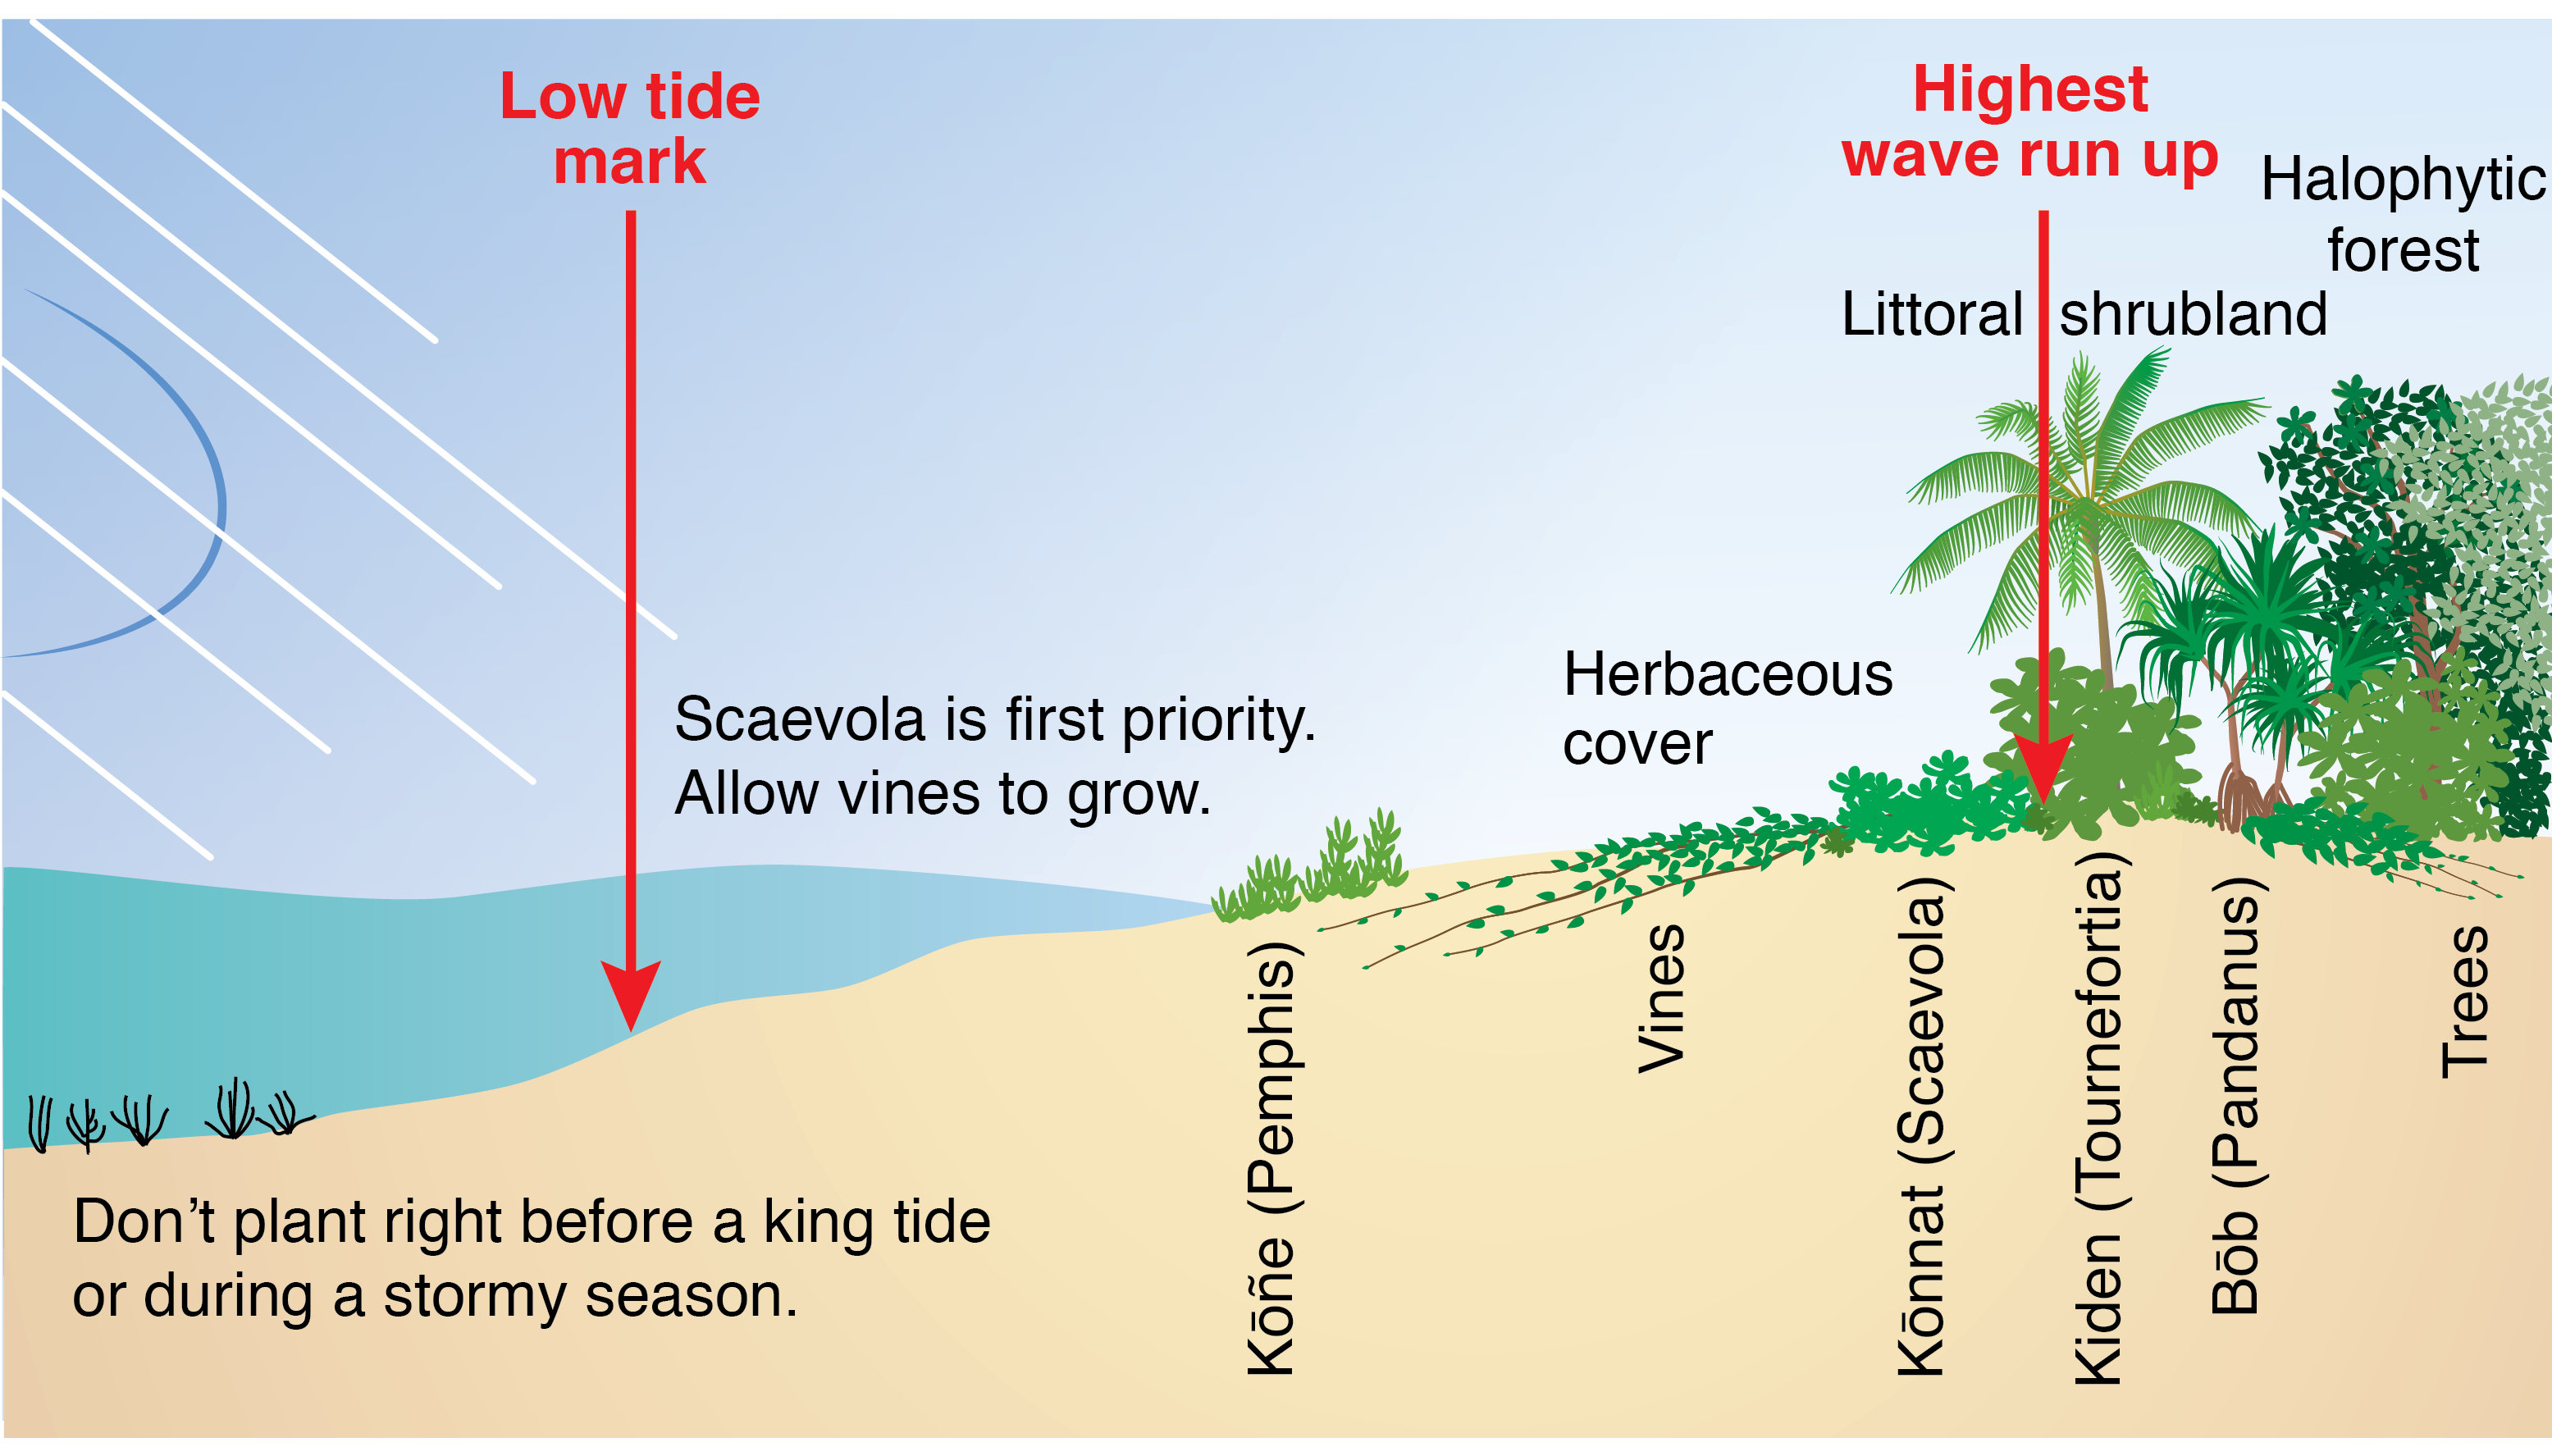 Low tide
mark
Highest
wave run up
Halophytic
forest
Littoral shrubland
Herbaceous
cover
Scaevola is first priority.
Allow vines to grow.
Don’t plant right before a king tide
or during a stormy season.
Kōñe (Pemphis)
Vines
Kōnnat (Scaevola)
Kiden (Tournefortia)
Bōb (Pandanus)
Trees